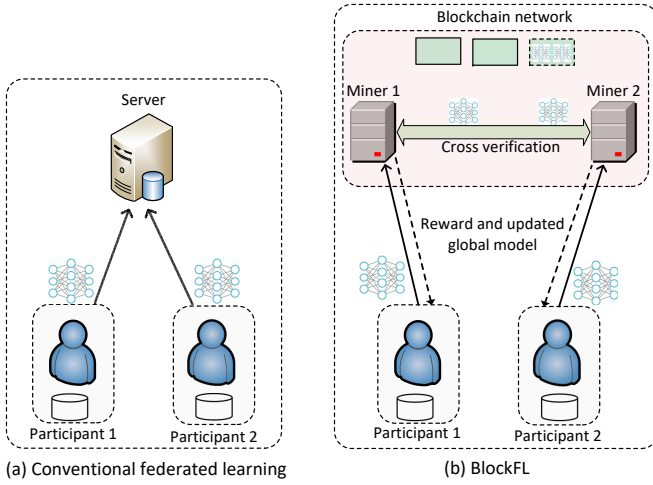 Server
Participant 1
Participant 2
(a) Conventional federated learning
Blockchain network
Miner 1
Miner 2
Cross verification
Reward and updated
global model
Participant 1
Participant 2
(b) BlockFL